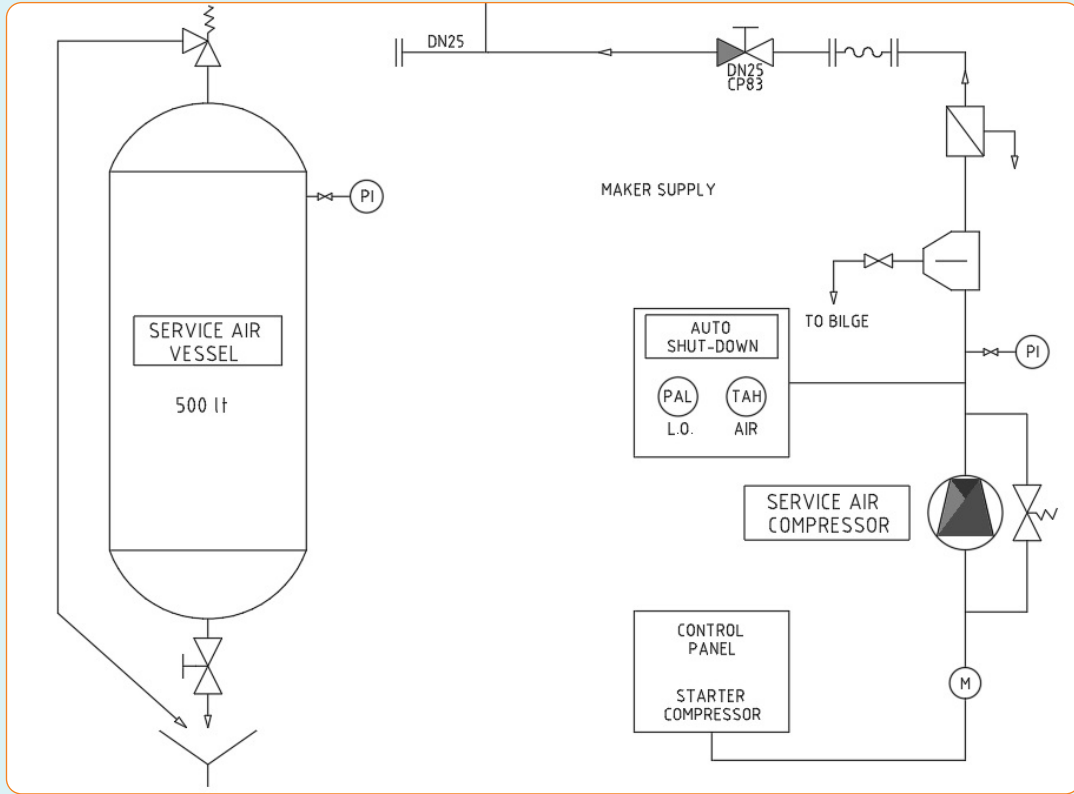 DN25
DN25
CP83
PI
MAKER SUPPLY
TO BILGE
SERVICE AIR
VESSEL
500 lt
AUTO
SHUT-DOWN
PAL
TAH
L.O.
AIR
PI
SERVICE AIR
COMPRESSOR
CONTROL
PANEL
STARTER
COMPRESSOR
M